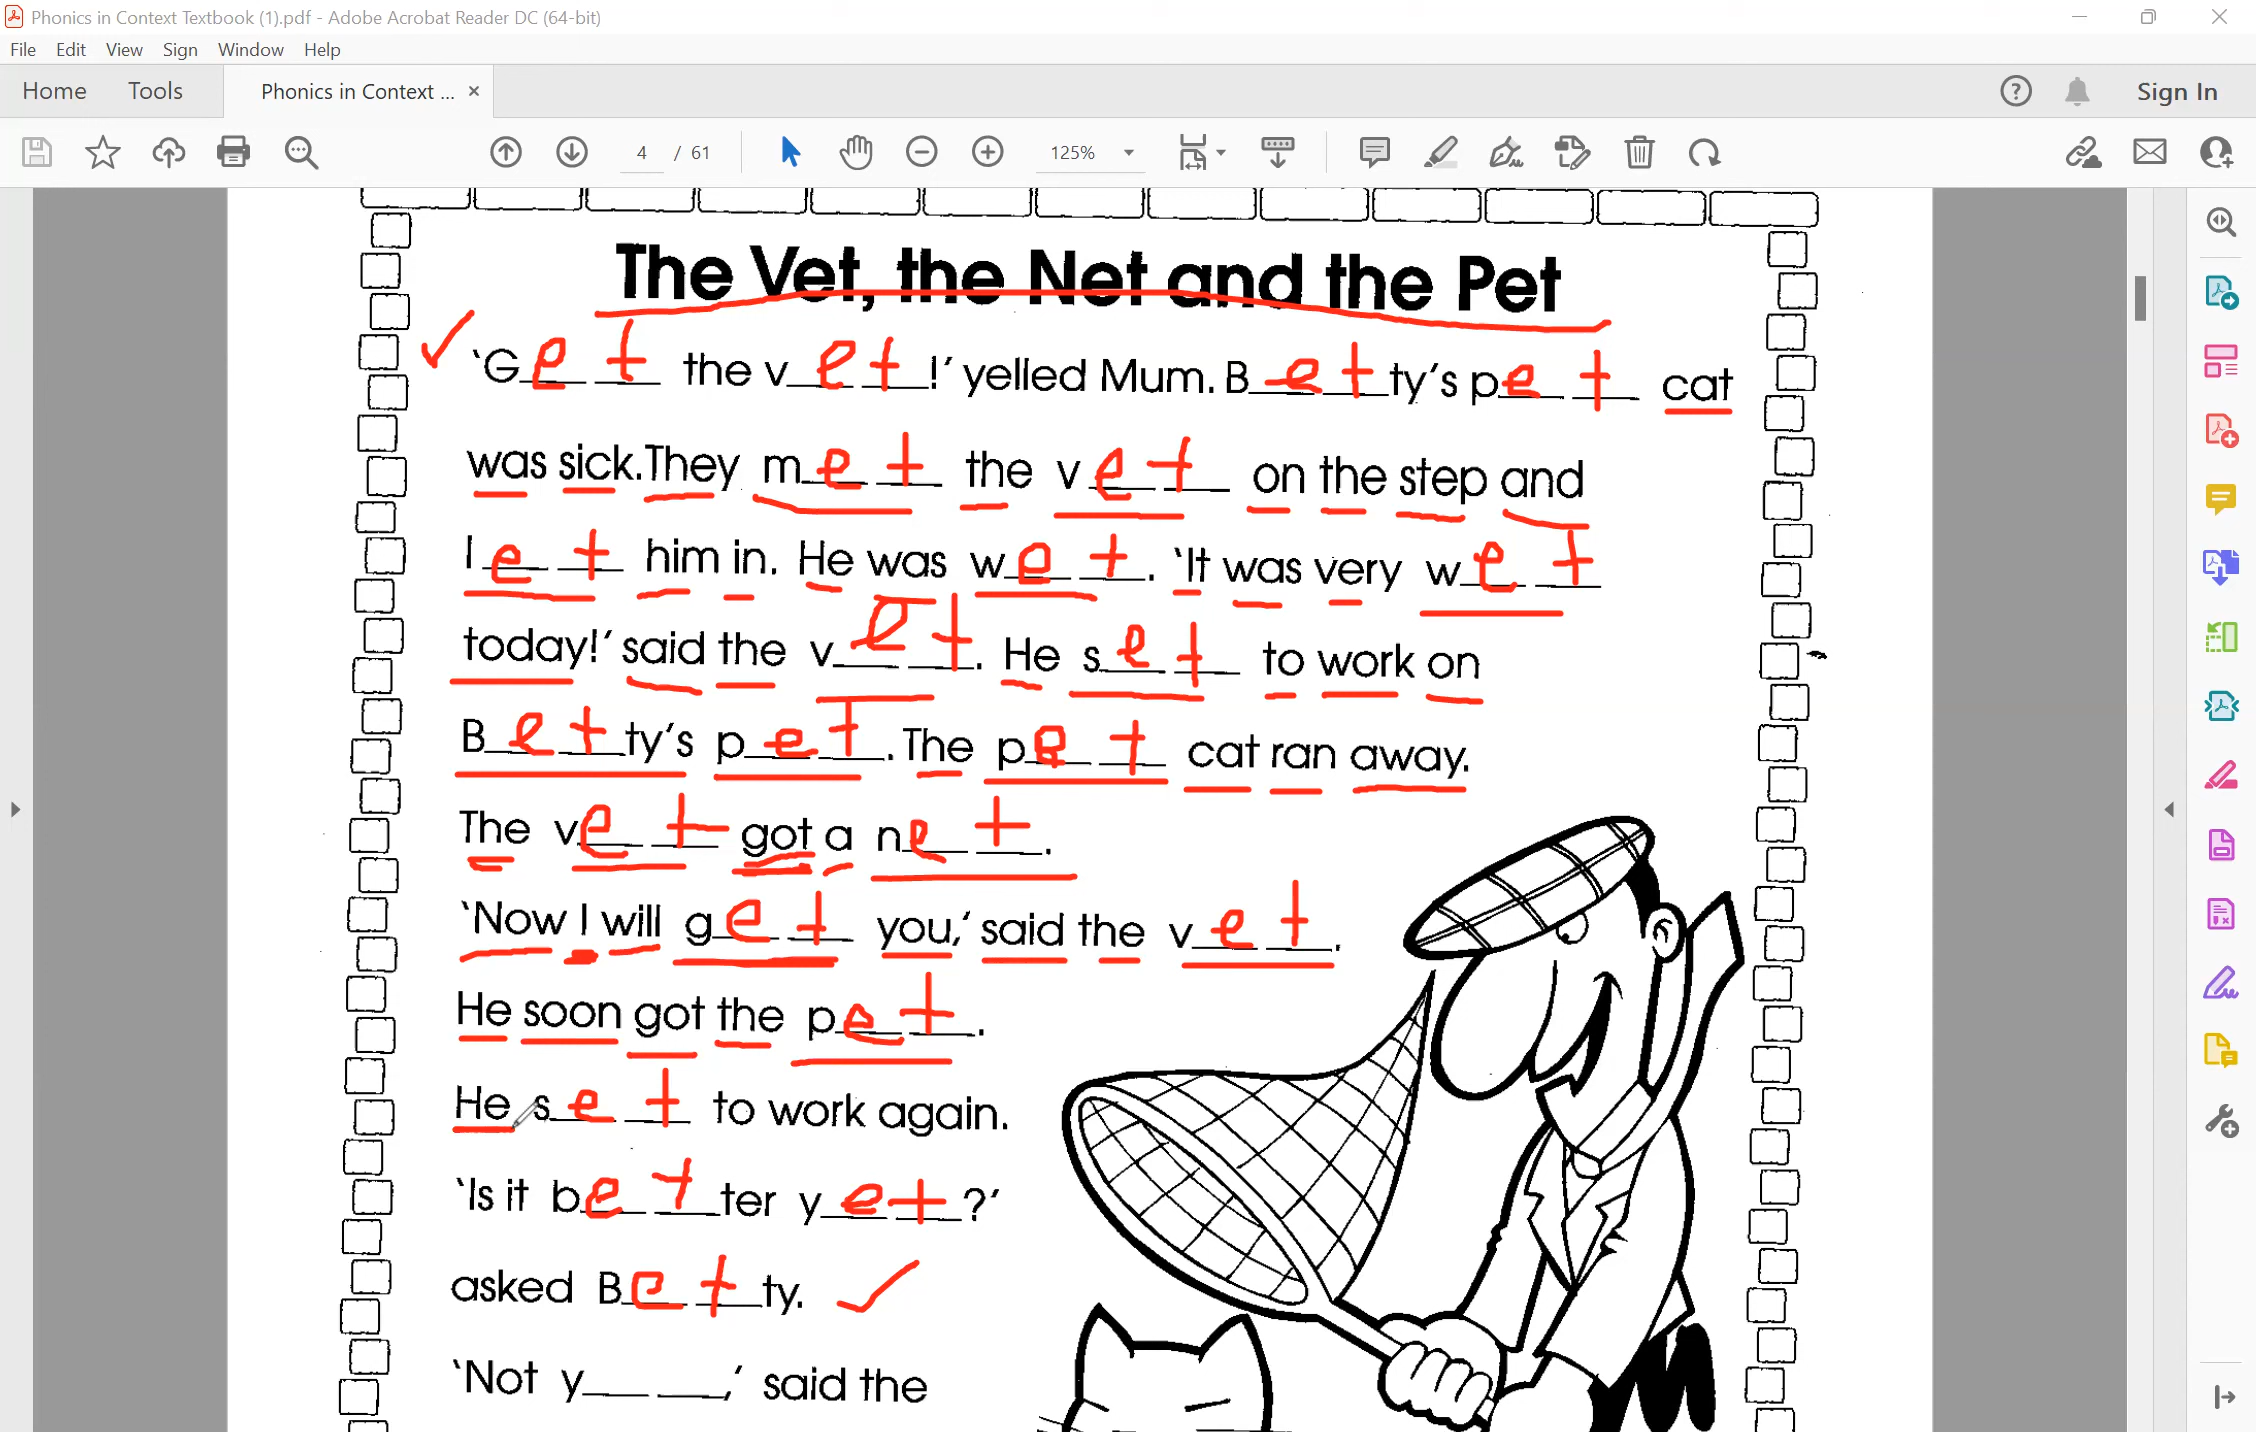 Phonics in Context Textbook (1).pdf - Adobe Acrobat Reader DC (64-bit)
File Edit View Sign Window Help
Home Tools Phonics in Context ... × Sign In
4 / 61 125%
The Vet, the Net and the Pet
‘Get the vet!’ yelled Mum. Betty’s pet cat
was sick. They met the vet on the step and
let him in. He was wet. ‘It was very wet
today!’ said the vet. He set to work on
Betty’s pet. The pet cat ran away.
The vet got a net.
‘Now I will get you,’ said the vet.
He soon got the pet.
He set to work again.
‘Is it better yet?’
asked Betty.
‘Not y__ __,’ said the